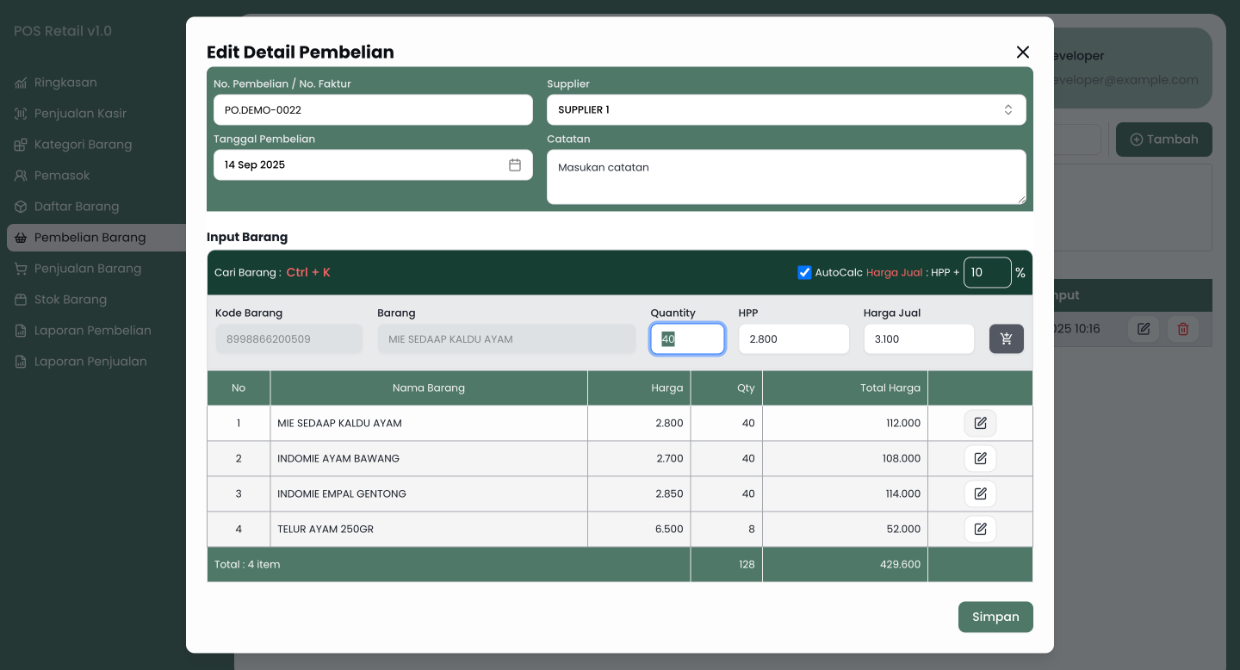 POS Retail v1.0
Ringkasan
Penjualan Kasir
Kategori Barang
Pemasok
Daftar Barang
Pembelian Barang
Penjualan Barang
Stok Barang
Laporan Pembelian
Laporan Penjualan
Edit Detail Pembelian
No. Pembelian / No. Faktur
Supplier
PO.DEMO-0022
SUPPLIER 1
Tanggal Pembelian
Catatan
14 Sep 2025
Masukan catatan
Input Barang
Cari Barang : Ctrl + K
AutoCalc Harga Jual : HPP + 10 %
Kode Barang Barang Quantity HPP Harga Jual
8998866200509 MIE SEDAAP KALDU AYAM 40 2.800 3.100
No Nama Barang Harga Qty Total Harga
1 MIE SEDAAP KALDU AYAM 2.800 40 112.000
2 INDOMIE AYAM BAWANG 2.700 40 108.000
3 INDOMIE EMPAL GENTONG 2.850 40 114.000
4 TELUR AYAM 250GR 6.500 8 52.000
Total : 4 item 128 429.600
Simpan
eveloper
eveloper@example.com
Tambah
nput
025 10:16